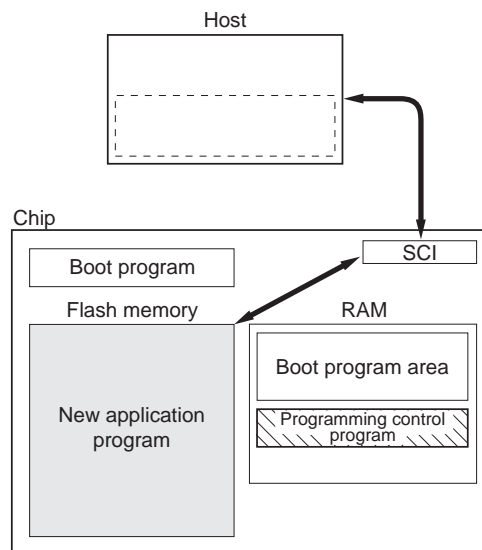 Host
Chip
SCI
Boot program
Flash memory
RAM
Boot program area
New application
program
Programming control
program